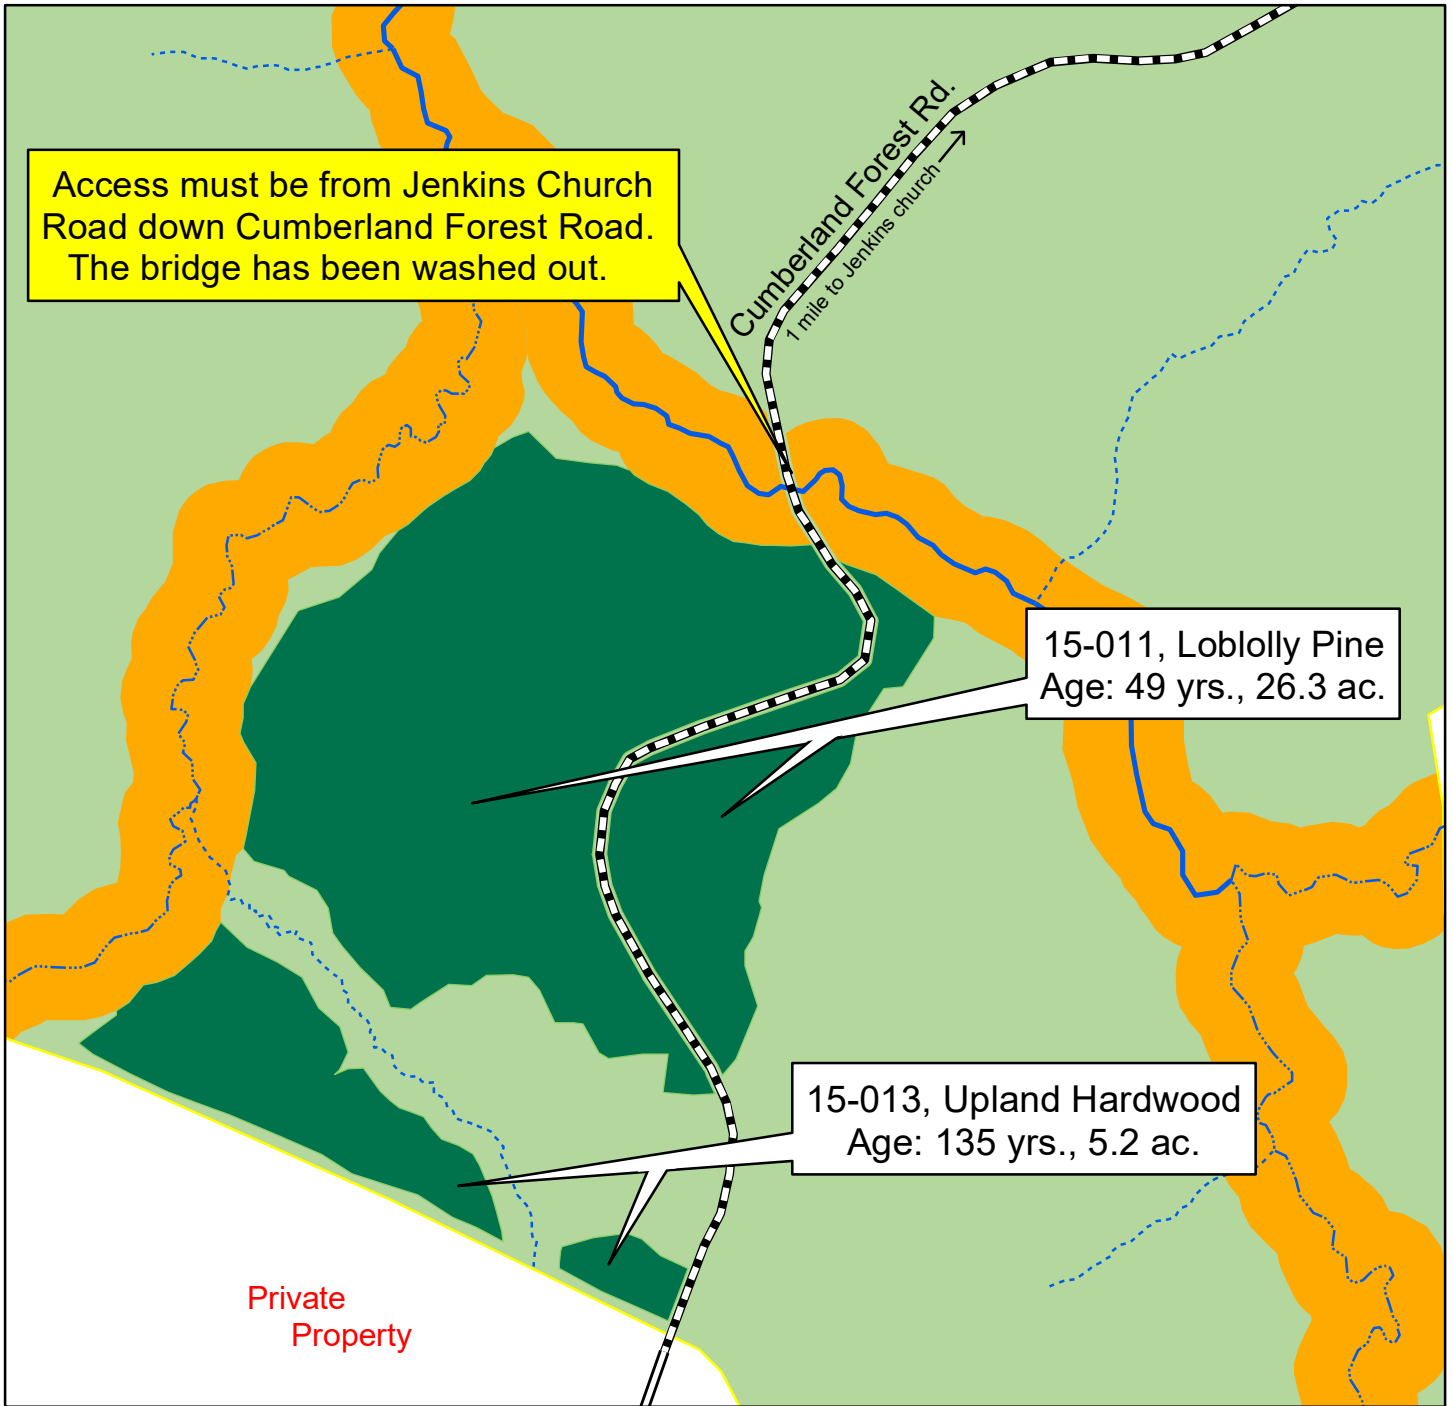 Cumberland Forest Rd.
1 mile to Jenkins church
Access must be from Jenkins Church
Road down Cumberland Forest Road.
The bridge has been washed out.
15-011, Loblolly Pine
Age: 49 yrs., 26.3 ac.
15-013, Upland Hardwood
Age: 135 yrs., 5.2 ac.
Private
Property